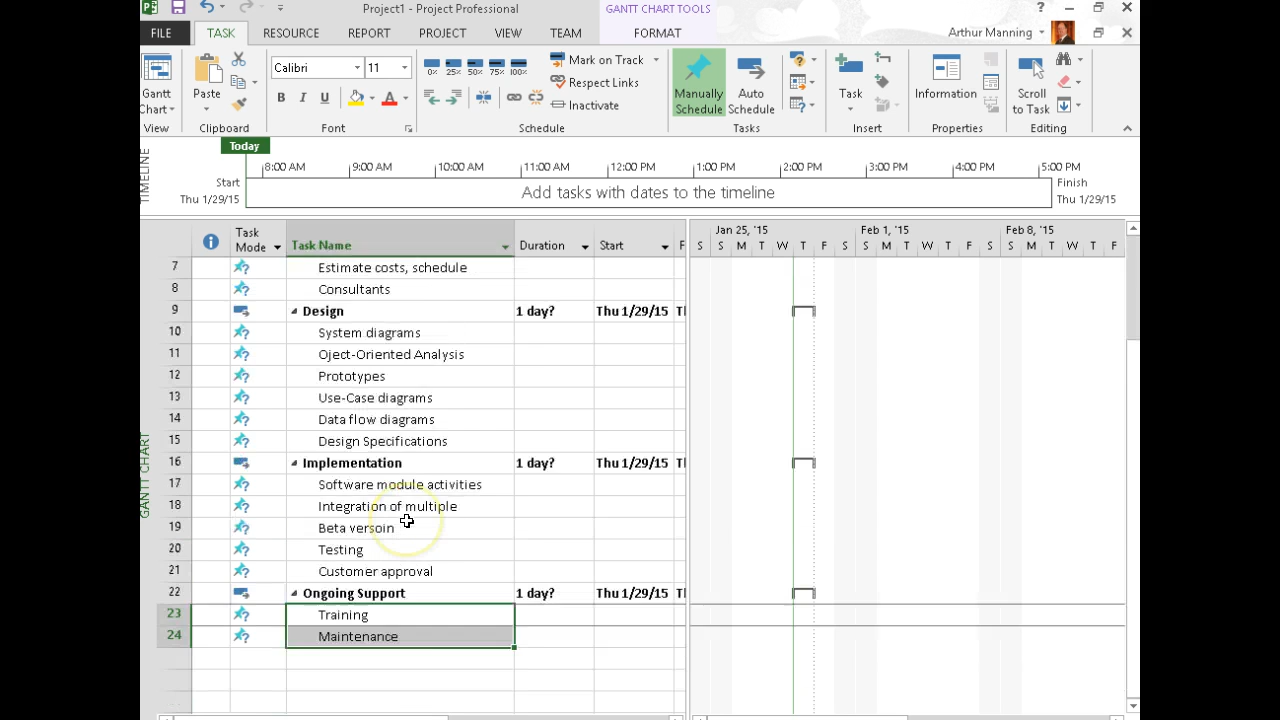 Project1 - Project Professional
GANTT CHART TOOLS
?
FILE TASK RESOURCE REPORT PROJECT VIEW TEAM FORMAT Arthur Manning
Gantt Chart
View
Paste
Clipboard
Calibri 11
B I U A
Font
0% 25% 50% 75% 100%
Mark on Track
Respect Links
Inactivate
Schedule
Manually Schedule
Auto Schedule
Tasks
Task
Insert
Information
Properties
Scroll to Task
Editing
TIMELINE
Today
8:00 AM 9:00 AM 10:00 AM 11:00 AM 12:00 PM 1:00 PM 2:00 PM 3:00 PM 4:00 PM 5:00 PM
Start
Thu 1/29/15
Add tasks with dates to the timeline
Finish
Thu 1/29/15
GANTT CHART
Task Mode Task Name Duration Start F
Jan 25, '15 Feb 1, '15 Feb 8, '15
S S M T W T F S S M T W T F S S M T W T F
7 Estimate costs, schedule
8 Consultants
9 Design 1 day? Thu 1/29/15
10 System diagrams
11 Oject-Oriented Analysis
12 Prototypes
13 Use-Case diagrams
14 Data flow diagrams
15 Design Specifications
16 Implementation 1 day? Thu 1/29/15
17 Software module activities
18 Integration of multiple
19 Beta versoin
20 Testing
21 Customer approval
22 Ongoing Support 1 day? Thu 1/29/15
23 Training
24 Maintenance